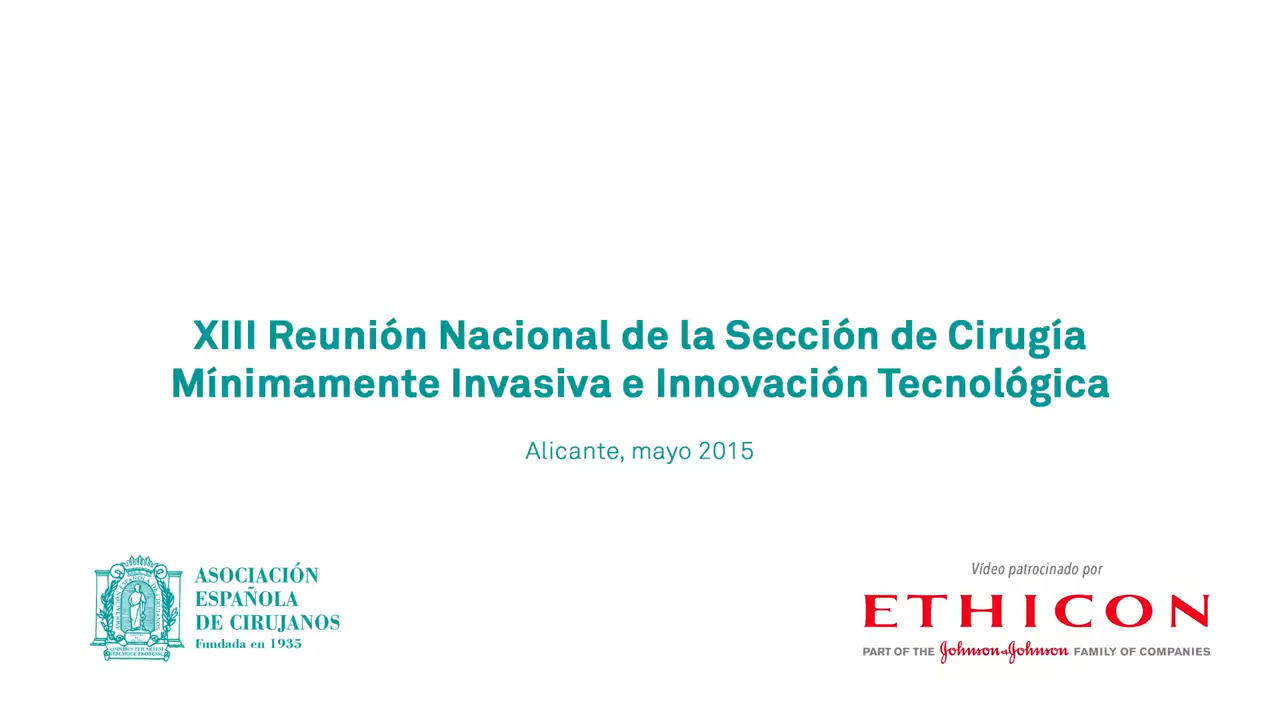 XIII Reunión Nacional de la Sección de Cirugía
Mínimamente Invasiva e Innovación Tecnológica
Alicante, mayo 2015
ASOCIACIÓN
ESPAÑOLA
DE CIRUJANOS
Fundada en 1935
Vídeo patrocinado por
ETHICON
PART OF THE Johnson & Johnson FAMILY OF COMPANIES